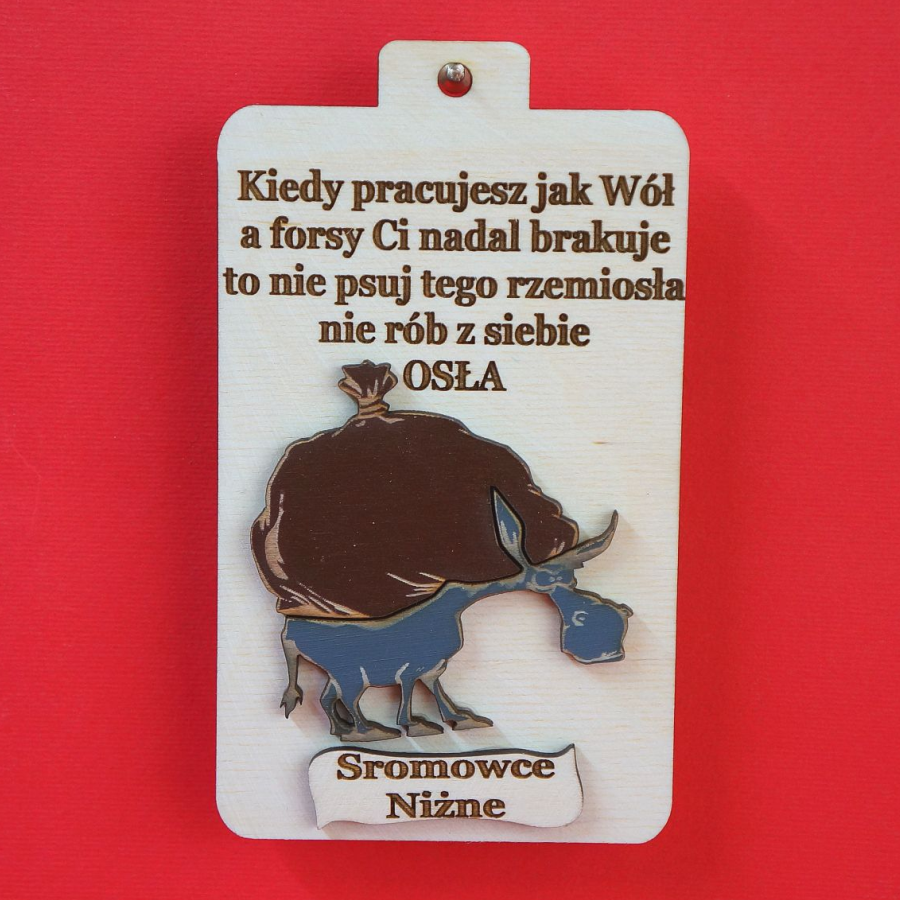 Kiedy pracujesz jak Wół
a forsy Ci nadal brakuje
to nie psuj tego rzemiosła
nie rób z siebie
OSŁA
Sromowce
Niżne